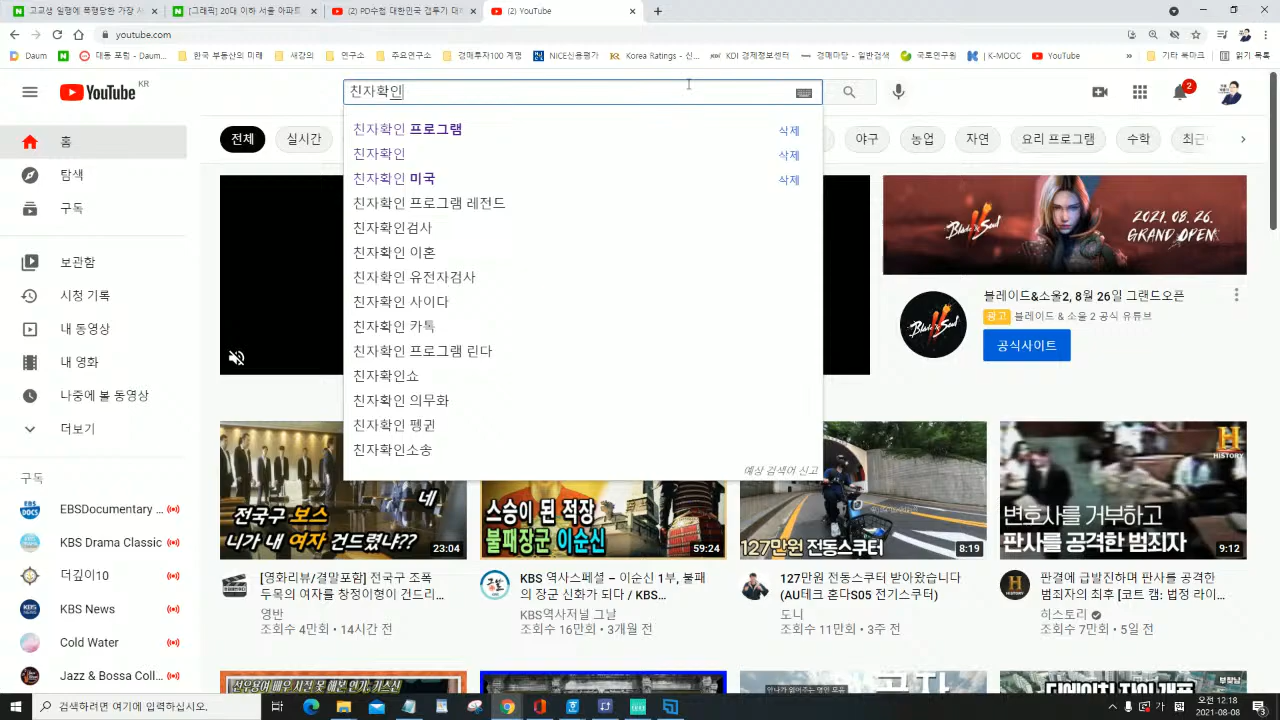 고교생 일행에 폭행당한 가장 사
[그래픽] 20대 이하 서울 아파트
(2) PD수첩 대한민국 갭투기 대
(2) YouTube
youtube.com
Daum
대동 포럼 - Daum...
한국 부동산의 미래
새강의
연구소
주요연구소
경매투자100 계명
NICE신용평가
Korea Ratings - 신...
KDI 경제정보센터
경매마당 - 일반검색
국토연구원
K-MOOC
YouTube
»
기타 북마크
읽기 목록
YouTube KR
친자확인
2
홈
탐색
구독
보관함
시청 기록
내 동영상
내 영화
나중에 볼 동영상
더보기
구독
EBSDocumentary ...
KBS Drama Classic
더깊이10
KBS News
Cold Water
Jazz & Bossa Coll...
전체
실시간
야구
농업
자연
요리 프로그램
수학
최근
친자확인 프로그램 삭제
친자확인 삭제
친자확인 미국 삭제
친자확인 프로그램 레전드
친자확인검사
친자확인 이혼
친자확인 유전자검사
친자확인 사이다
친자확인 카톡
친자확인 프로그램 린다
친자확인쇼
친자확인 의무화
친자확인 팽귄
친자확인소송
예상 검색어 신고
Blade & Soul II
2021. 08. 26.
GRAND OPEN
블레이드&소울2, 8월 26일 그랜드오픈
광고 블레이드 & 소울 2 공식 유튜브
공식사이트
네
전국구 보스
니가 내 여자 건드렸냐??
23:04
[영화리뷰/결말포함] 전국구 조폭
두목의 여자를 창정이형이 건드리...
영반
조회수 4만회 • 14시간 전
스승이 된 적장
불패장군 이순신
59:24
KBS 역사스페셜 – 이순신 1부, 불패
의 장군 신화가 되다 / KBS...
KBS역사저널 그날
조회수 16만회 • 3개월 전
127만원 전동스쿠터
8:19
127만원 전동스쿠터 받아왔습니다
(AU테크 혼다S05 전기스쿠터)
도니
조회수 11만회 • 3주 전
H
HISTORY
변호사를 거부하고
판사를 공격한 범죄자
9:12
판결에 급발진하며 판사를 공격한
범죄자의 최후 [코트 캠: 법정 라이...
히스토리
조회수 7만회 • 5일 전
검색하려면 여기에 입력하십시오.
오전 12:18
2021-08-08
3